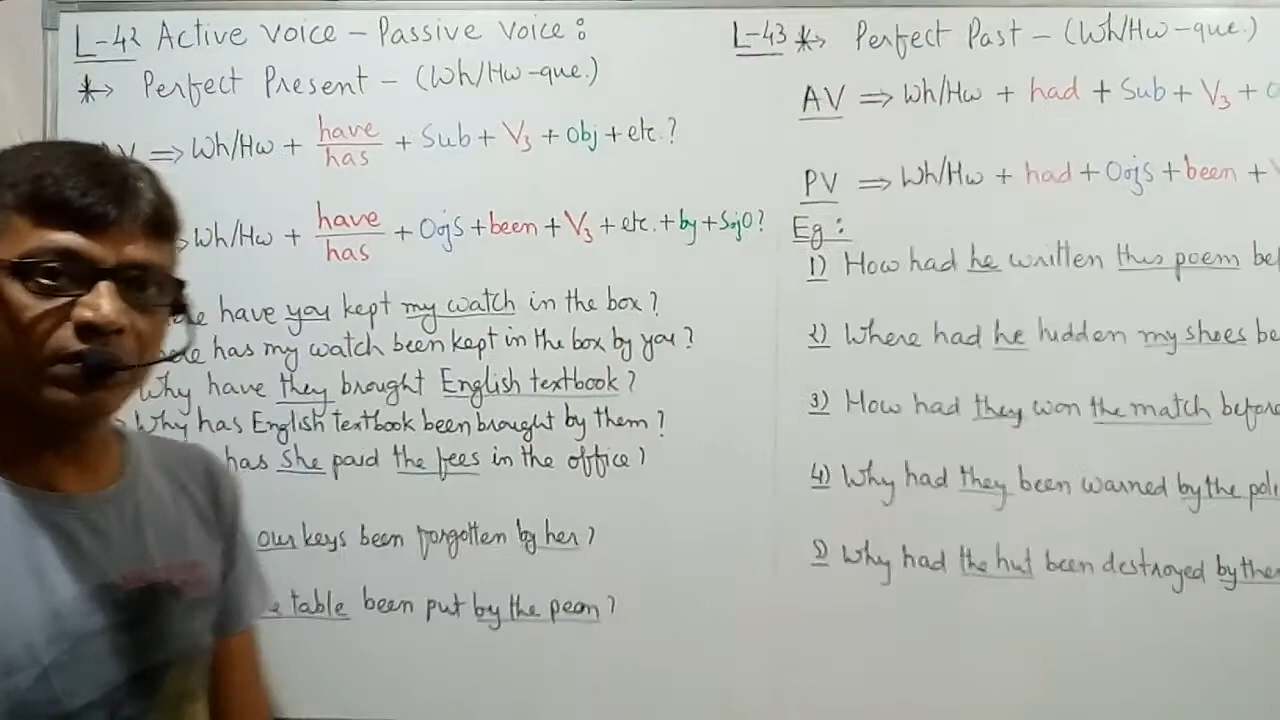 L-42 Active Voice – Passive Voice :
* Perfect Present – (Wh/Hw-que.)
⇒ Wh/Hw + have/has + Sub + V3 + Obj + etc.?
Wh/Hw + have/has + OojS + been + V3 + etc. + by + SojO?
have you kept my watch in the box?
has my watch been kept in the box by you?
Why have they brought English textbook?
Why has English textbook been brought by them?
has she paid the fees in the office?
our keys been forgotten by her?
table been put by the peon?
L-43 * Perfect Past – (Wh/Hw-que.)
AV ⇒ Wh/Hw + had + Sub + V3 +
PV ⇒ Wh/Hw + had + OojS + been +
Eg :
1) How had he written this poem
2) Where had he hidden my shoes
3) How had they won the match before
4) Why had they been warned by the
5) Why had the hut been destroyed by